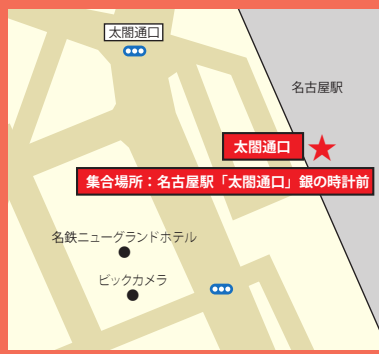 太閤通口
名古屋駅
太閤通口
集合場所：名古屋駅「太閤通口」銀の時計前
名鉄ニューグランドホテル
ビックカメラ